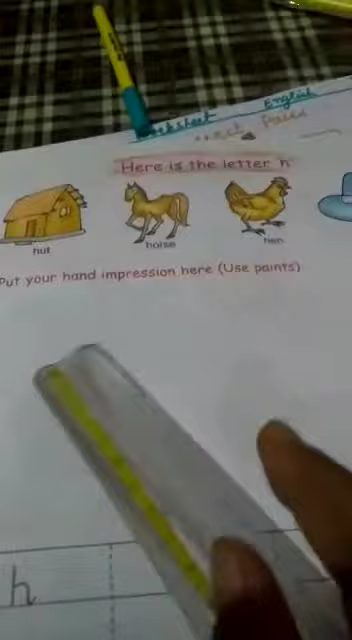 Worksheet English
Here is the letter 'h'
hut horse hen
Put your hand impression here (Use paints)
h